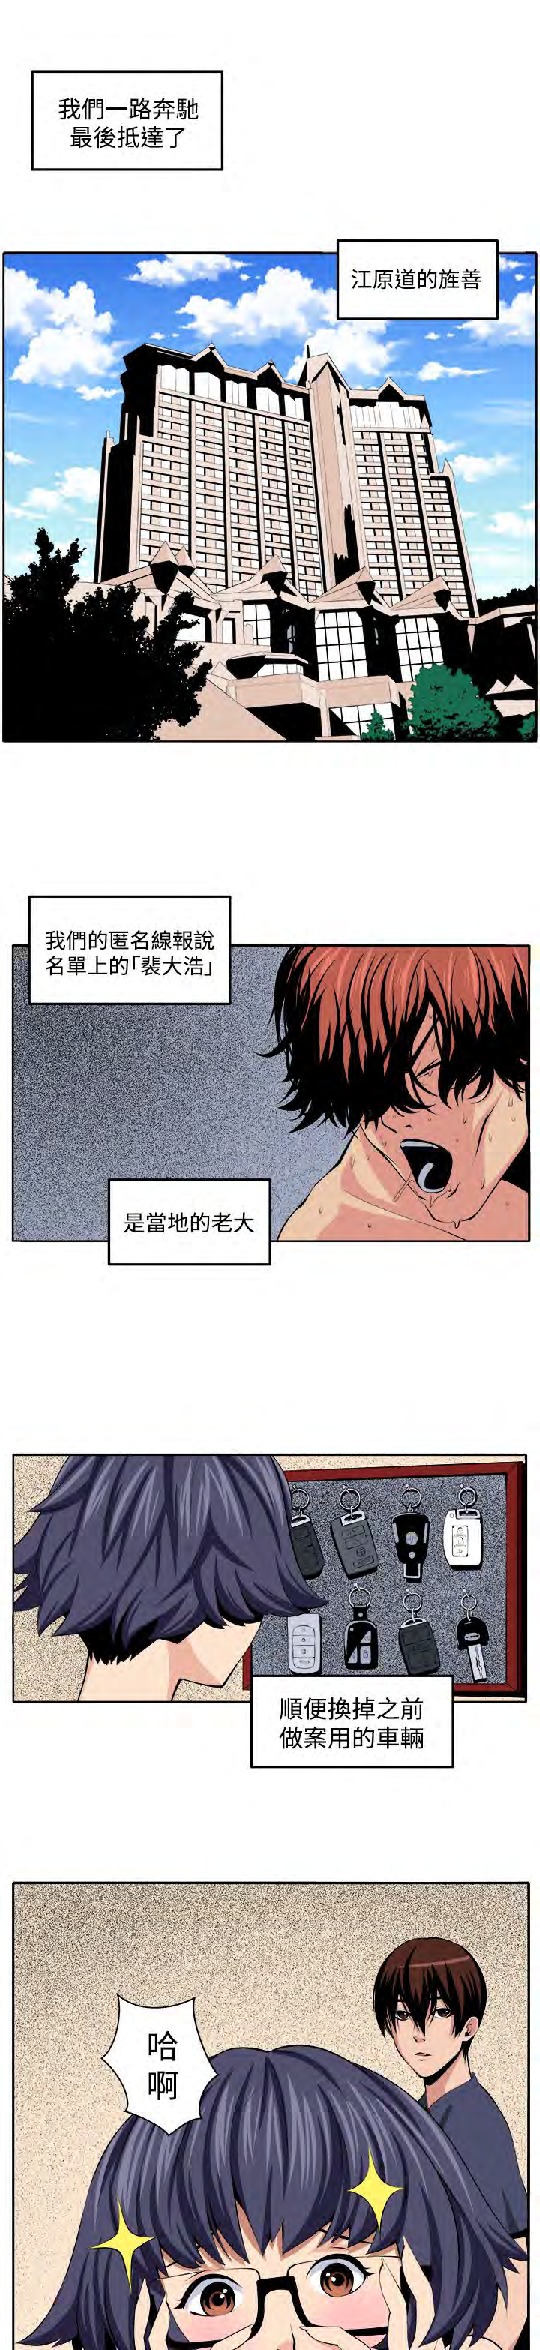 我們一路奔馳
最後抵達了
江原道的旌善
我們的匿名線報說
名單上的「裴大浩」
是當地的老大
順便換掉之前
做案用的車輛
哈
啊